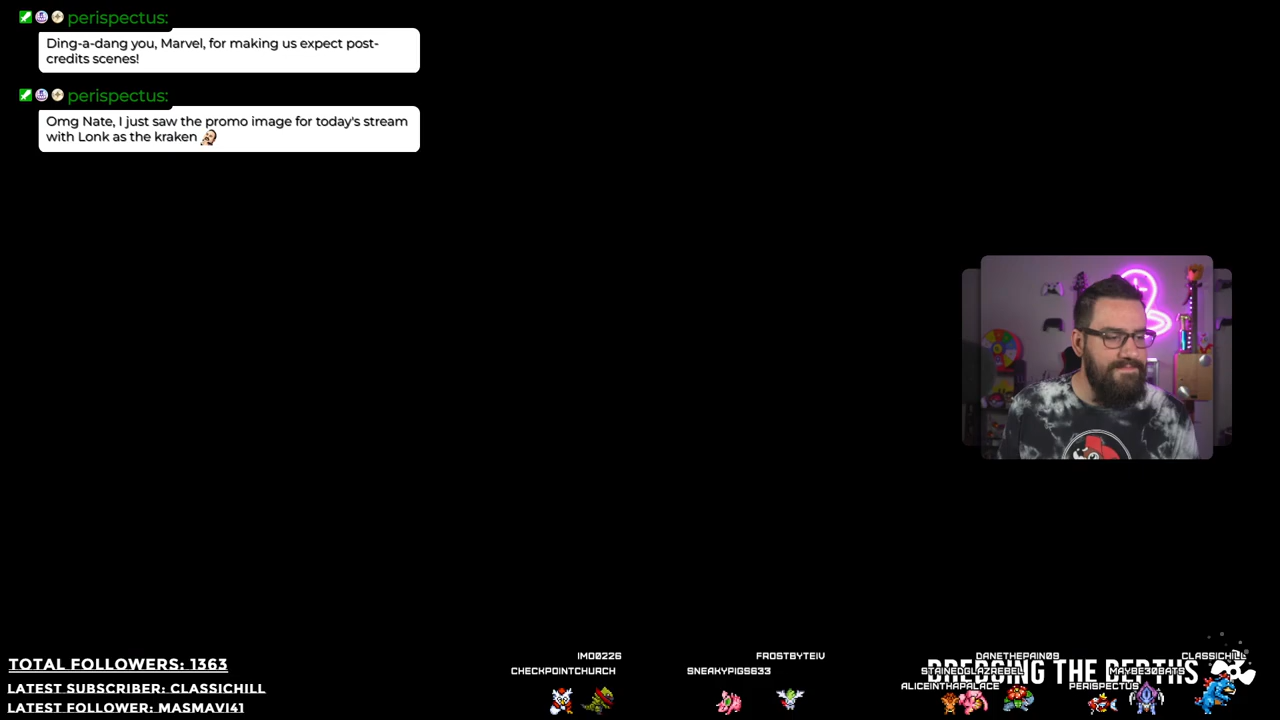 perispectus:
Ding-a-dang you, Marvel, for making us expect post-
credits scenes!
perispectus:
Omg Nate, I just saw the promo image for today's stream
with Lonk as the kraken
TOTAL FOLLOWERS: 1363
LATEST SUBSCRIBER: CLASSICHILL
LATEST FOLLOWER: MASMAVI41
IMO0226
CHECKPOINTCHURCH
SNEAKYPIGS633
FROSTBYTEIV
DANETHEPAIN09
CLASSICHILL
STAINEDGLAZREBEL
MAYBE30BATS
DREDGING THE DEPTHS
ALICEINTHAPALACE
PERISPECTUS